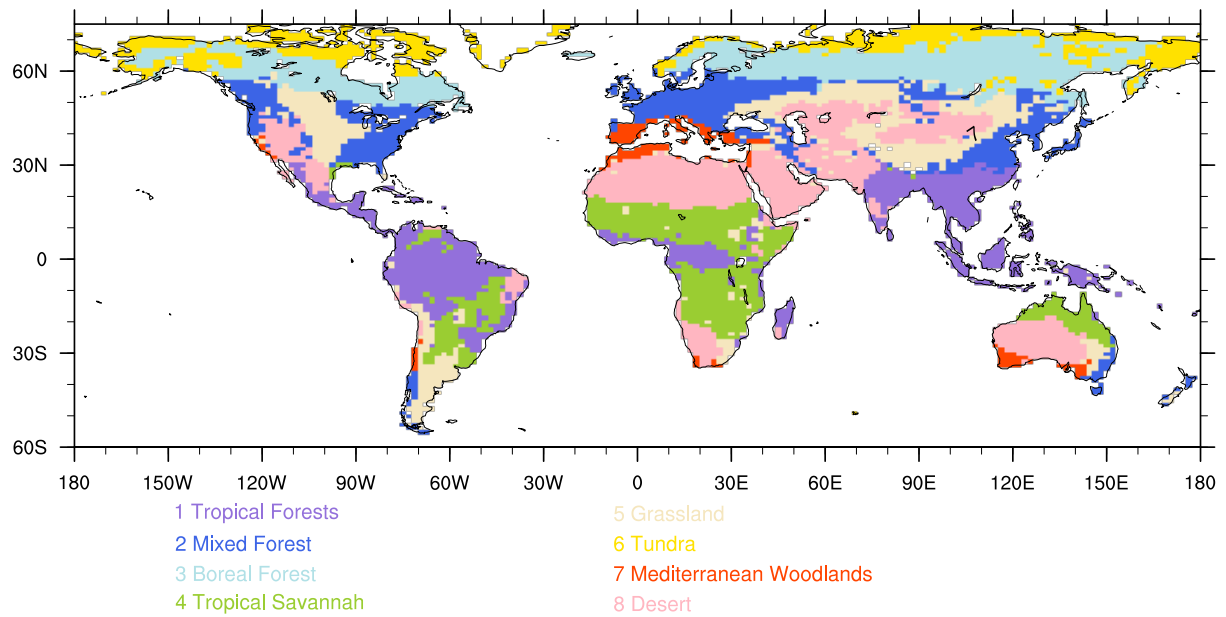 60N
30N
0
30S
60S
180 150W 120W 90W 60W 30W 0 30E 60E 90E 120E 150E 180
1 Tropical Forests
2 Mixed Forest
3 Boreal Forest
4 Tropical Savannah
5 Grassland
6 Tundra
7 Mediterranean Woodlands
8 Desert